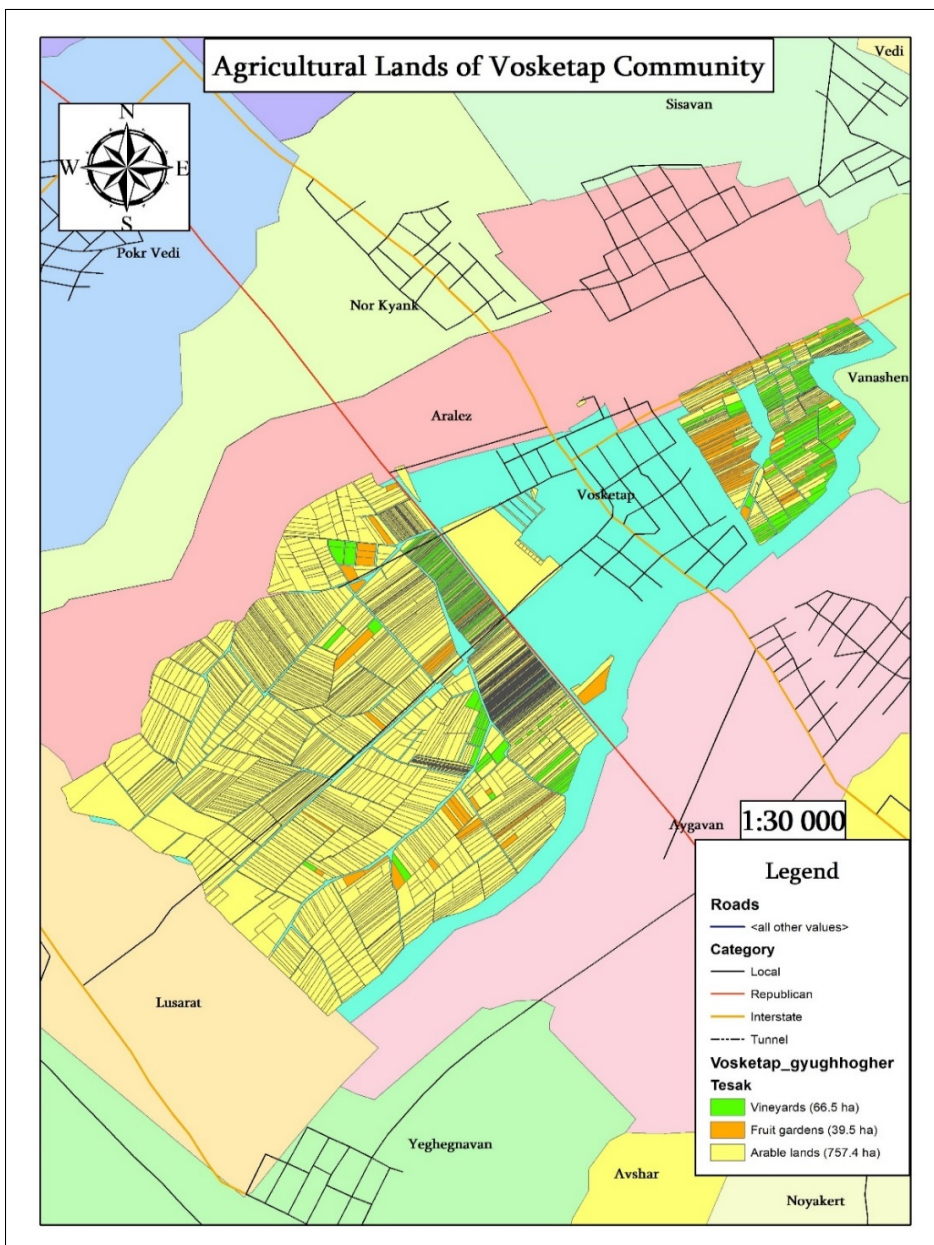 Agricultural Lands of Vosketap Community
Vedi
Sisavan
N
W
E
S
Pokr Vedi
Nor Kyank
Vanashen
Aralez
Vosketap
Aygavan
1:30 000
Legend
Roads
<all other values>
Category
Local
Republican
Interstate
Tunnel
Vosketap_gyughhogher
Tesak
Vineyards (66.5 ha)
Fruit gardens (39.5 ha)
Arable lands (757.4 ha)
Lusarat
Yeghegnavan
Avshar
Noyakert